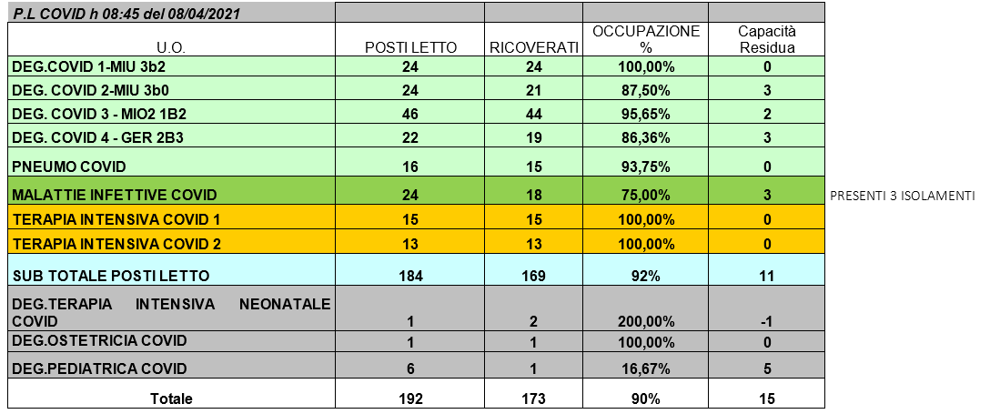 P.L COVID h 08:45 del 08/04/2021
U.O. POSTI LETTO RICOVERATI OCCUPAZIONE % Capacità Residua
DEG.COVID 1-MIU 3b2 24 24 100,00% 0
DEG. COVID 2-MIU 3b0 24 21 87,50% 3
DEG. COVID 3 - MIO2 1B2 46 44 95,65% 2
DEG. COVID 4 - GER 2B3 22 19 86,36% 3
PNEUMO COVID 16 15 93,75% 0
MALATTIE INFETTIVE COVID 24 18 75,00% 3 PRESENTI 3 ISOLAMENTI
TERAPIA INTENSIVA COVID 1 15 15 100,00% 0
TERAPIA INTENSIVA COVID 2 13 13 100,00% 0
SUB TOTALE POSTI LETTO 184 169 92% 11
DEG.TERAPIA INTENSIVA NEONATALE
COVID 1 2 200,00% -1
DEG.OSTETRICIA COVID 1 1 100,00% 0
DEG.PEDIATRICA COVID 6 1 16,67% 5
Totale 192 173 90% 15